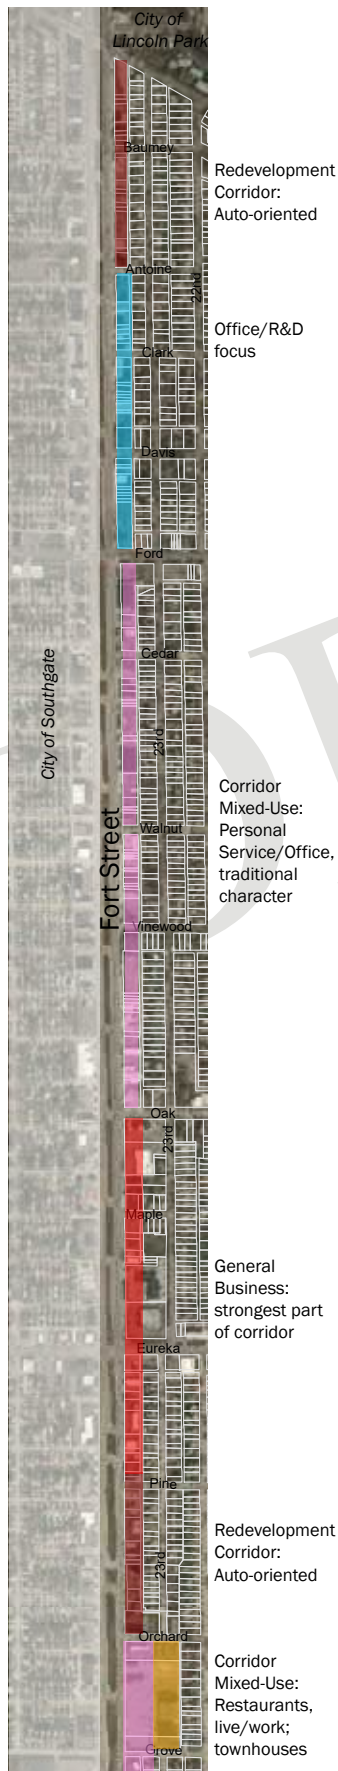 City of
Lincoln Park
Baumey
Redevelopment
Corridor:
Auto-oriented
Antoine
22nd
Office/R&D
focus
Clark
Davis
Ford
Cedar
City of Southgate
23rd
Corridor
Mixed-Use:
Personal
Service/Office,
traditional
character
Fort Street
Walnut
Vinewood
Oak
23rd
Maple
General
Business:
strongest part
of corridor
Eureka
Pine
Redevelopment
Corridor:
Auto-oriented
23rd
Orchard
Corridor
Mixed-Use:
Restaurants,
live/work;
townhouses
Grove